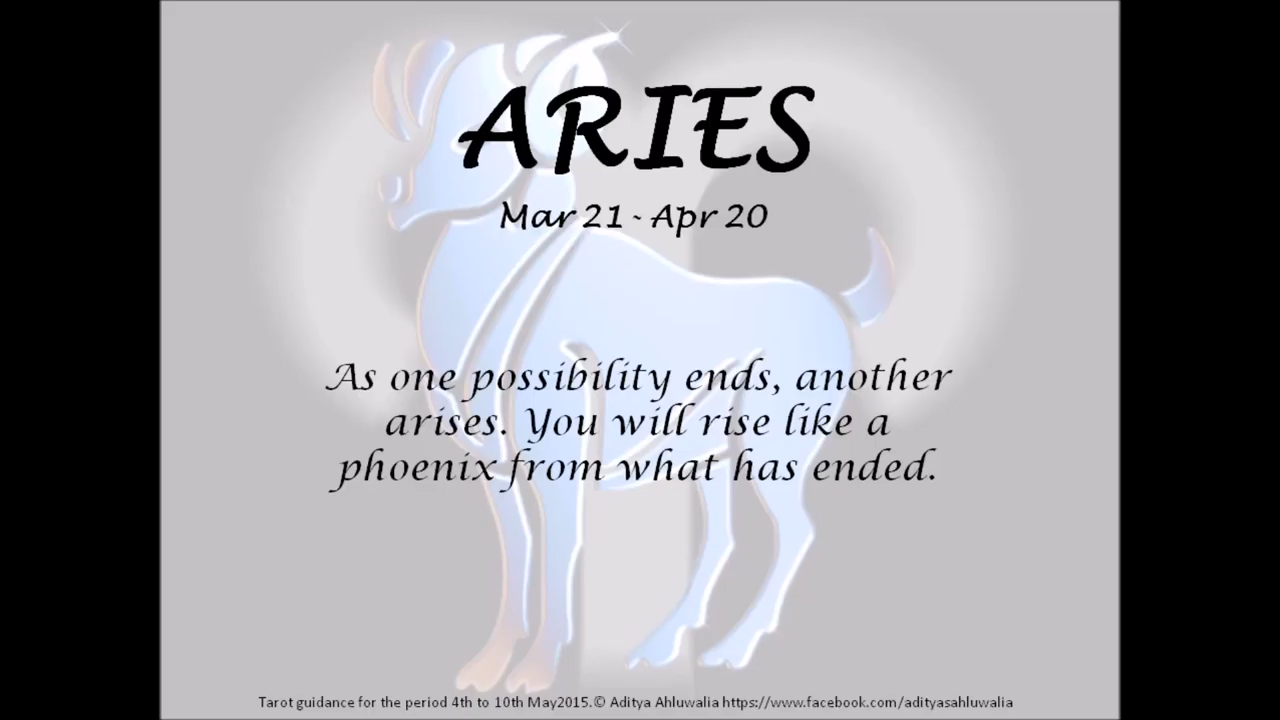 ARIES
Mar 21 - Apr 20
As one possibility ends, another
arises. You will rise like a
phoenix from what has ended.
Tarot guidance for the period 4th to 10th May2015.© Aditya Ahluwalia https://www.facebook.com/adityasahluwalia